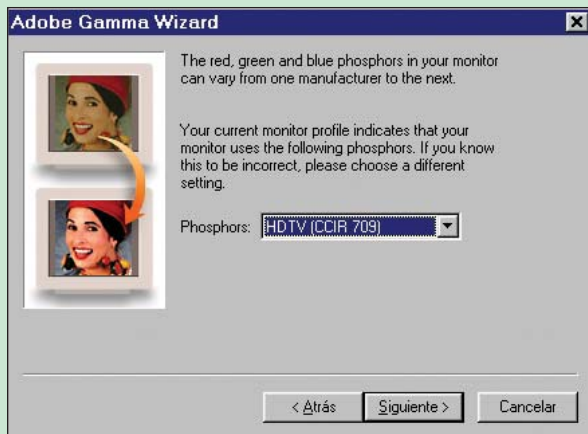 Adobe Gamma Wizard
The red, green and blue phosphors in your monitor
can vary from one manufacturer to the next.
Your current monitor profile indicates that your
monitor uses the following phosphors. If you know
this to be incorrect, please choose a different
setting.
Phosphors: HDTV (CCIR 709)
< Atrás Siguiente > Cancelar